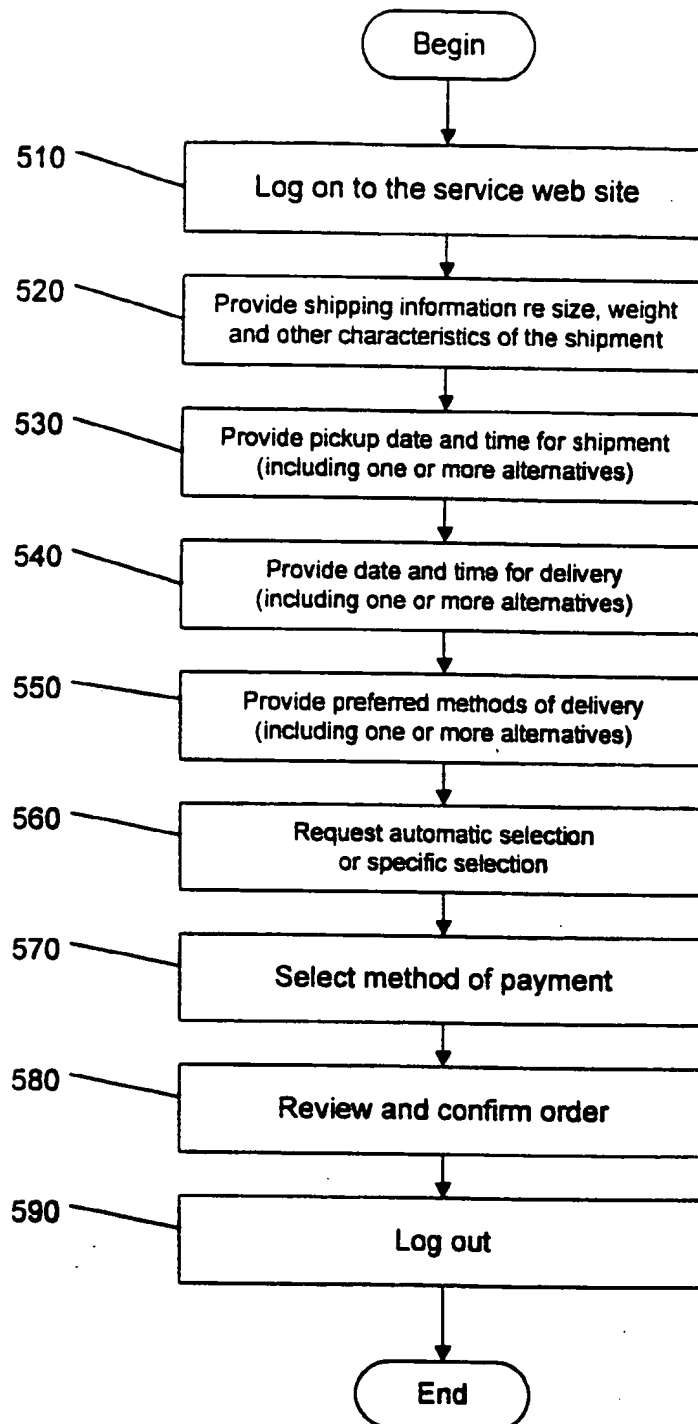 Begin
510
Log on to the service web site
520
Provide shipping information re size, weight
and other characteristics of the shipment
530
Provide pickup date and time for shipment
(including one or more alternatives)
540
Provide date and time for delivery
(including one or more alternatives)
550
Provide preferred methods of delivery
(including one or more alternatives)
560
Request automatic selection
or specific selection
570
Select method of payment
580
Review and confirm order
590
Log out
End